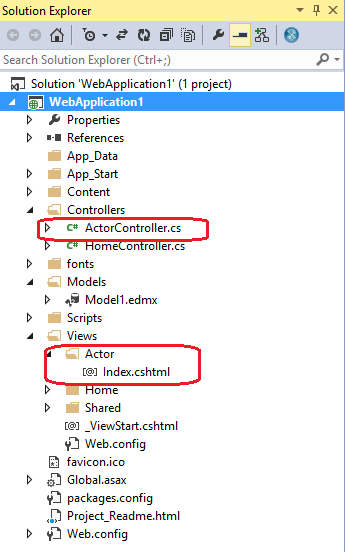 Solution Explorer
Search Solution Explorer (Ctrl+;)
Solution 'WebApplication1' (1 project)
WebApplication1
Properties
References
App_Data
App_Start
Content
Controllers
C# ActorController.cs
C# HomeController.cs
fonts
Models
Model1.edmx
Scripts
Views
Actor
[@] Index.cshtml
Home
Shared
[@] _ViewStart.cshtml
Web.config
favicon.ico
Global.asax
packages.config
Project_Readme.html
Web.config